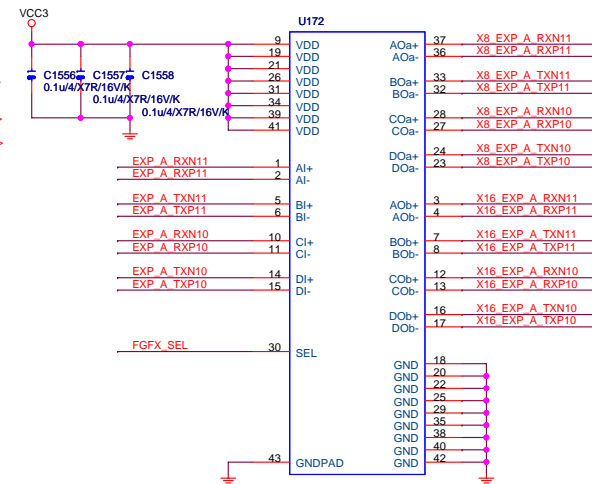 VCC3
U172
9 VDD
19 VDD
21 VDD
26 VDD
31 VDD
34 VDD
39 VDD
41 VDD
C1556 C1557 C1558
0.1u/4/X7R/16V/K
0.1u/4/X7R/16V/K
0.1u/4/X7R/16V/K
EXP_A_RXN11 1 AI+
EXP_A_RXP11 2 AI-
EXP_A_TXN11 5 BI+
EXP_A_TXP11 6 BI-
EXP_A_RXN10 10 CI+
EXP_A_RXP10 11 CI-
EXP_A_TXN10 14 DI+
EXP_A_TXP10 15 DI-
FGFX_SEL 30 SEL
43 GNDPAD
AOa+ 37 X8_EXP_A_RXN11
AOa- 36 X8_EXP_A_RXP11
BOa+ 33 X8_EXP_A_TXN11
BOa- 32 X8_EXP_A_TXP11
COa+ 28 X8_EXP_A_RXN10
COa- 27 X8_EXP_A_RXP10
DOa+ 24 X8_EXP_A_TXN10
DOa- 23 X8_EXP_A_TXP10
AOb+ 3 X16_EXP_A_RXN11
AOb- 4 X16_EXP_A_RXP11
BOb+ 7 X16_EXP_A_TXN11
BOb- 8 X16_EXP_A_TXP11
COb+ 12 X16_EXP_A_RXN10
COb- 13 X16_EXP_A_RXP10
DOb+ 16 X16_EXP_A_TXN10
DOb- 17 X16_EXP_A_TXP10
GND 18
GND 20
GND 22
GND 25
GND 29
GND 35
GND 38
GND 40
GND 42